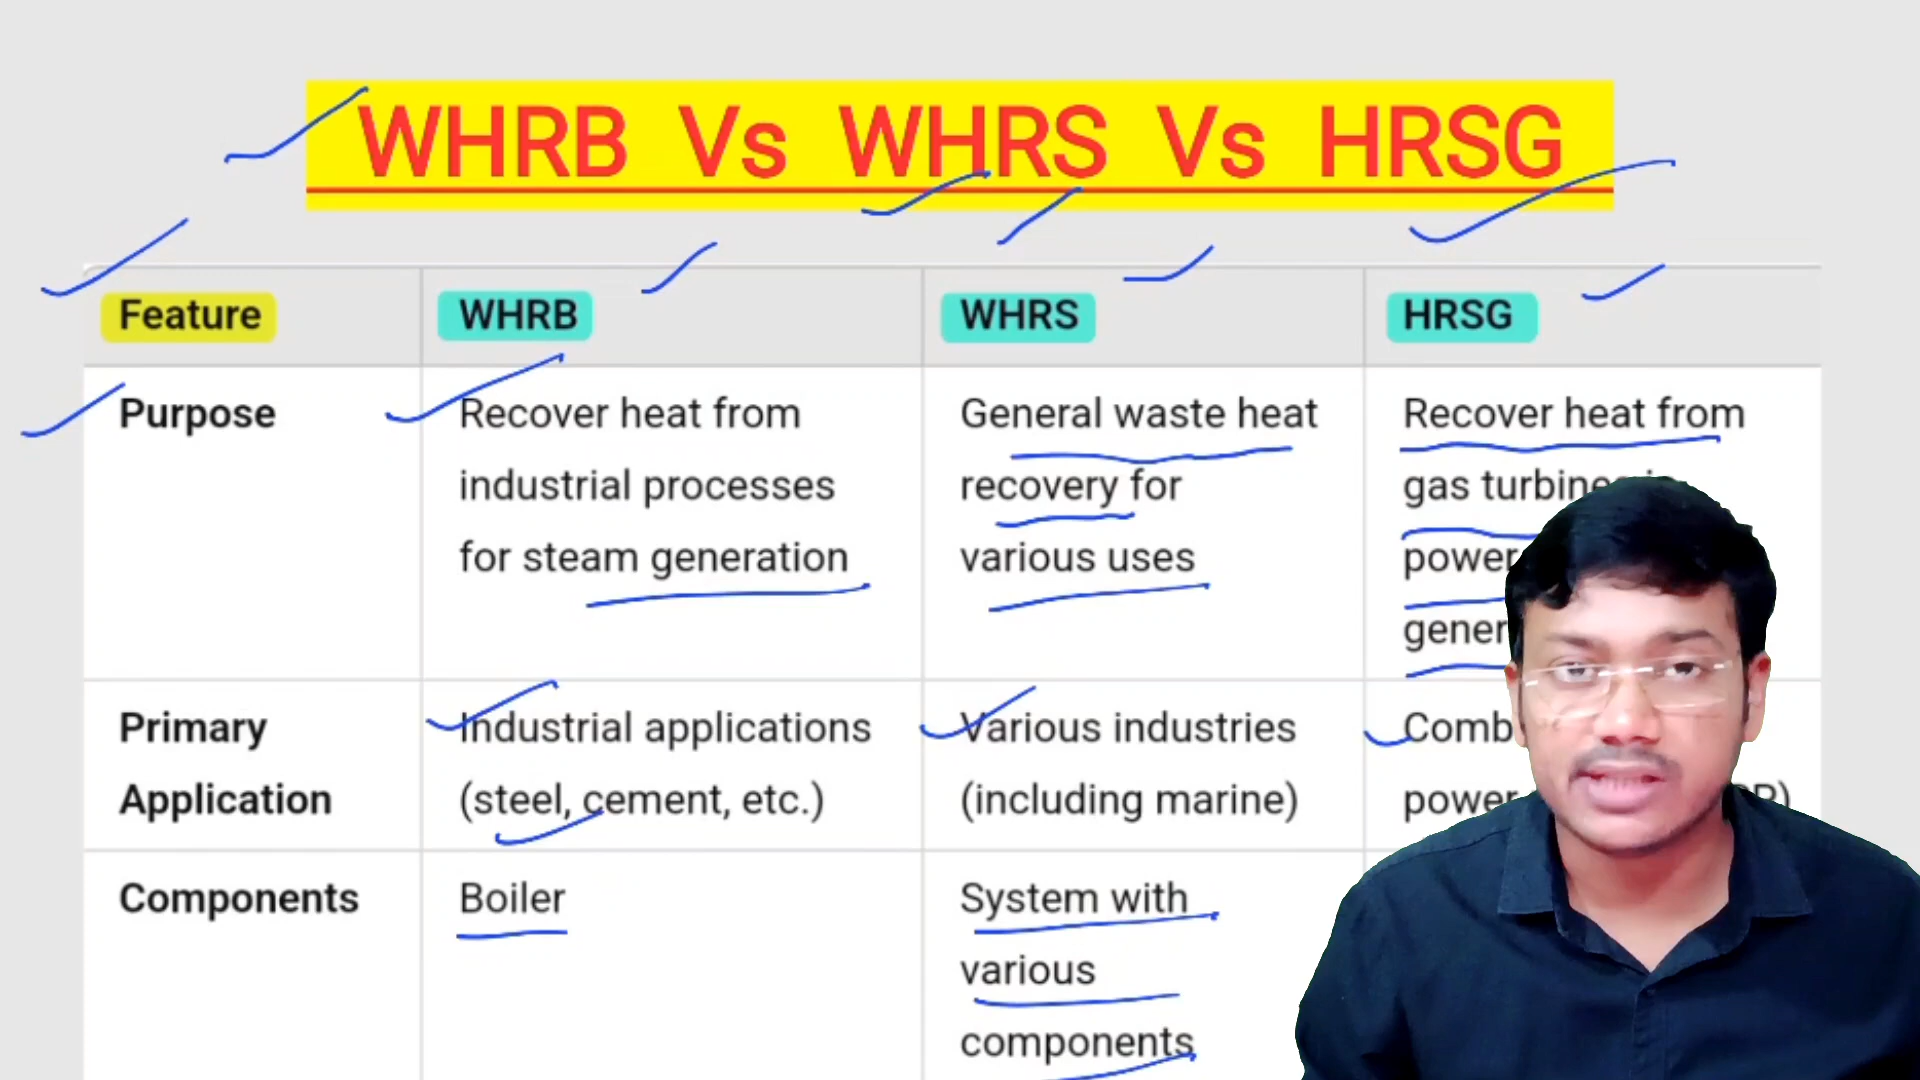 WHRB Vs WHRS Vs HRSG
Feature WHRB WHRS HRSG
Purpose Recover heat from General waste heat Recover heat from
industrial processes recovery for gas
for steam generation various uses power
Primary Industrial applications Various industries
Application (steel, cement, etc.) (including marine) power
Components Boiler System with
various
components